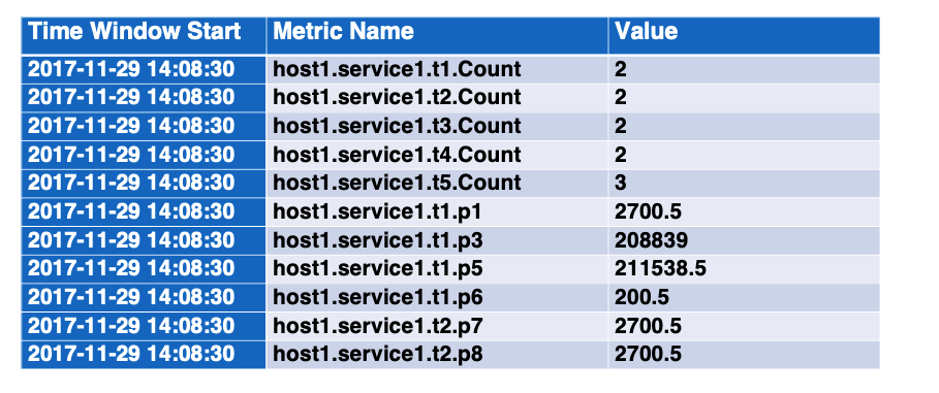 Time Window Start Metric Name Value
2017-11-29 14:08:30 host1.service1.t1.Count 2
2017-11-29 14:08:30 host1.service1.t2.Count 2
2017-11-29 14:08:30 host1.service1.t3.Count 2
2017-11-29 14:08:30 host1.service1.t4.Count 2
2017-11-29 14:08:30 host1.service1.t5.Count 3
2017-11-29 14:08:30 host1.service1.t1.p1 2700.5
2017-11-29 14:08:30 host1.service1.t1.p3 208839
2017-11-29 14:08:30 host1.service1.t1.p5 211538.5
2017-11-29 14:08:30 host1.service1.t1.p6 200.5
2017-11-29 14:08:30 host1.service1.t2.p7 2700.5
2017-11-29 14:08:30 host1.service1.t2.p8 2700.5